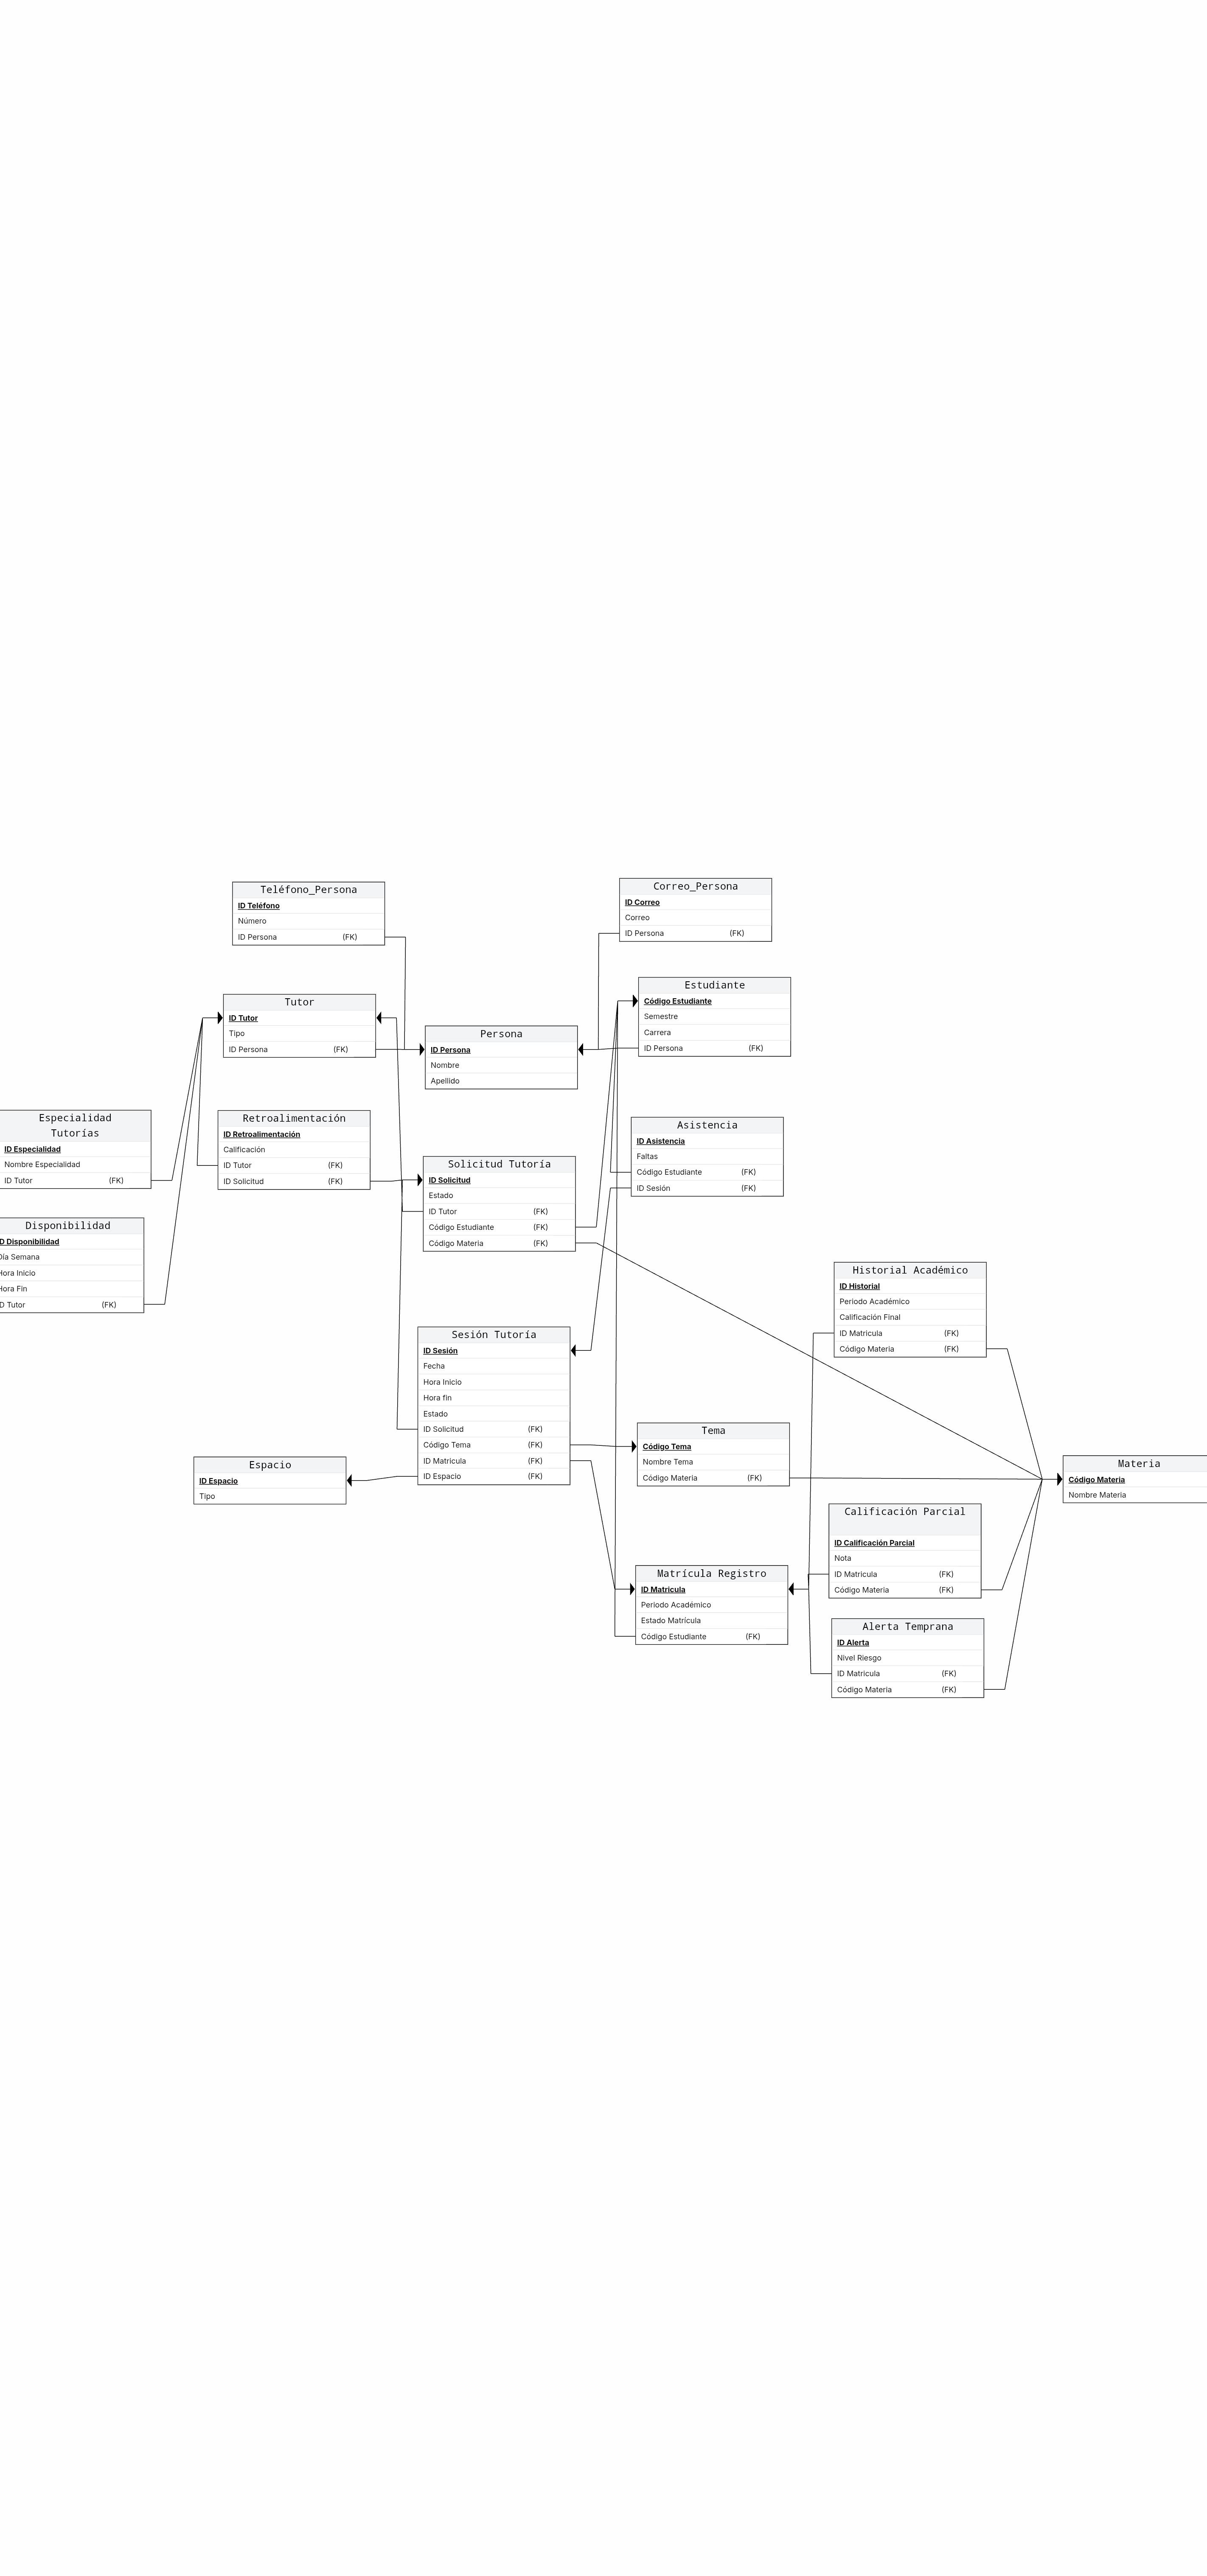 Teléfono_Persona
ID Teléfono
Número
ID Persona (FK)
Correo_Persona
ID Correo
Correo
ID Persona (FK)
Tutor
ID Tutor
Tipo
ID Persona (FK)
Persona
ID Persona
Nombre
Apellido
Estudiante
Código Estudiante
Semestre
Carrera
ID Persona (FK)
Especialidad
Tutorías
ID Especialidad
Nombre Especialidad
ID Tutor (FK)
Retroalimentación
ID Retroalimentación
Calificación
ID Tutor (FK)
ID Solicitud (FK)
Solicitud Tutoría
ID Solicitud
Estado
ID Tutor (FK)
Código Estudiante (FK)
Código Materia (FK)
Asistencia
ID Asistencia
Faltas
Código Estudiante (FK)
ID Sesión (FK)
Disponibilidad
D Disponibilidad
Día Semana
Hora Inicio
Hora Fin
D Tutor (FK)
Historial Académico
ID Historial
Periodo Académico
Calificación Final
ID Matricula (FK)
Código Materia (FK)
Sesión Tutoría
ID Sesión
Fecha
Hora Inicio
Hora fin
Estado
ID Solicitud (FK)
Código Tema (FK)
ID Matricula (FK)
ID Espacio (FK)
Tema
Código Tema
Nombre Tema
Código Materia (FK)
Espacio
ID Espacio
Tipo
Materia
Código Materia
Nombre Materia
Calificación Parcial
ID Calificación Parcial
Nota
ID Matricula (FK)
Código Materia (FK)
Matrícula Registro
ID Matricula
Periodo Académico
Estado Matrícula
Código Estudiante (FK)
Alerta Temprana
ID Alerta
Nivel Riesgo
ID Matricula (FK)
Código Materia (FK)